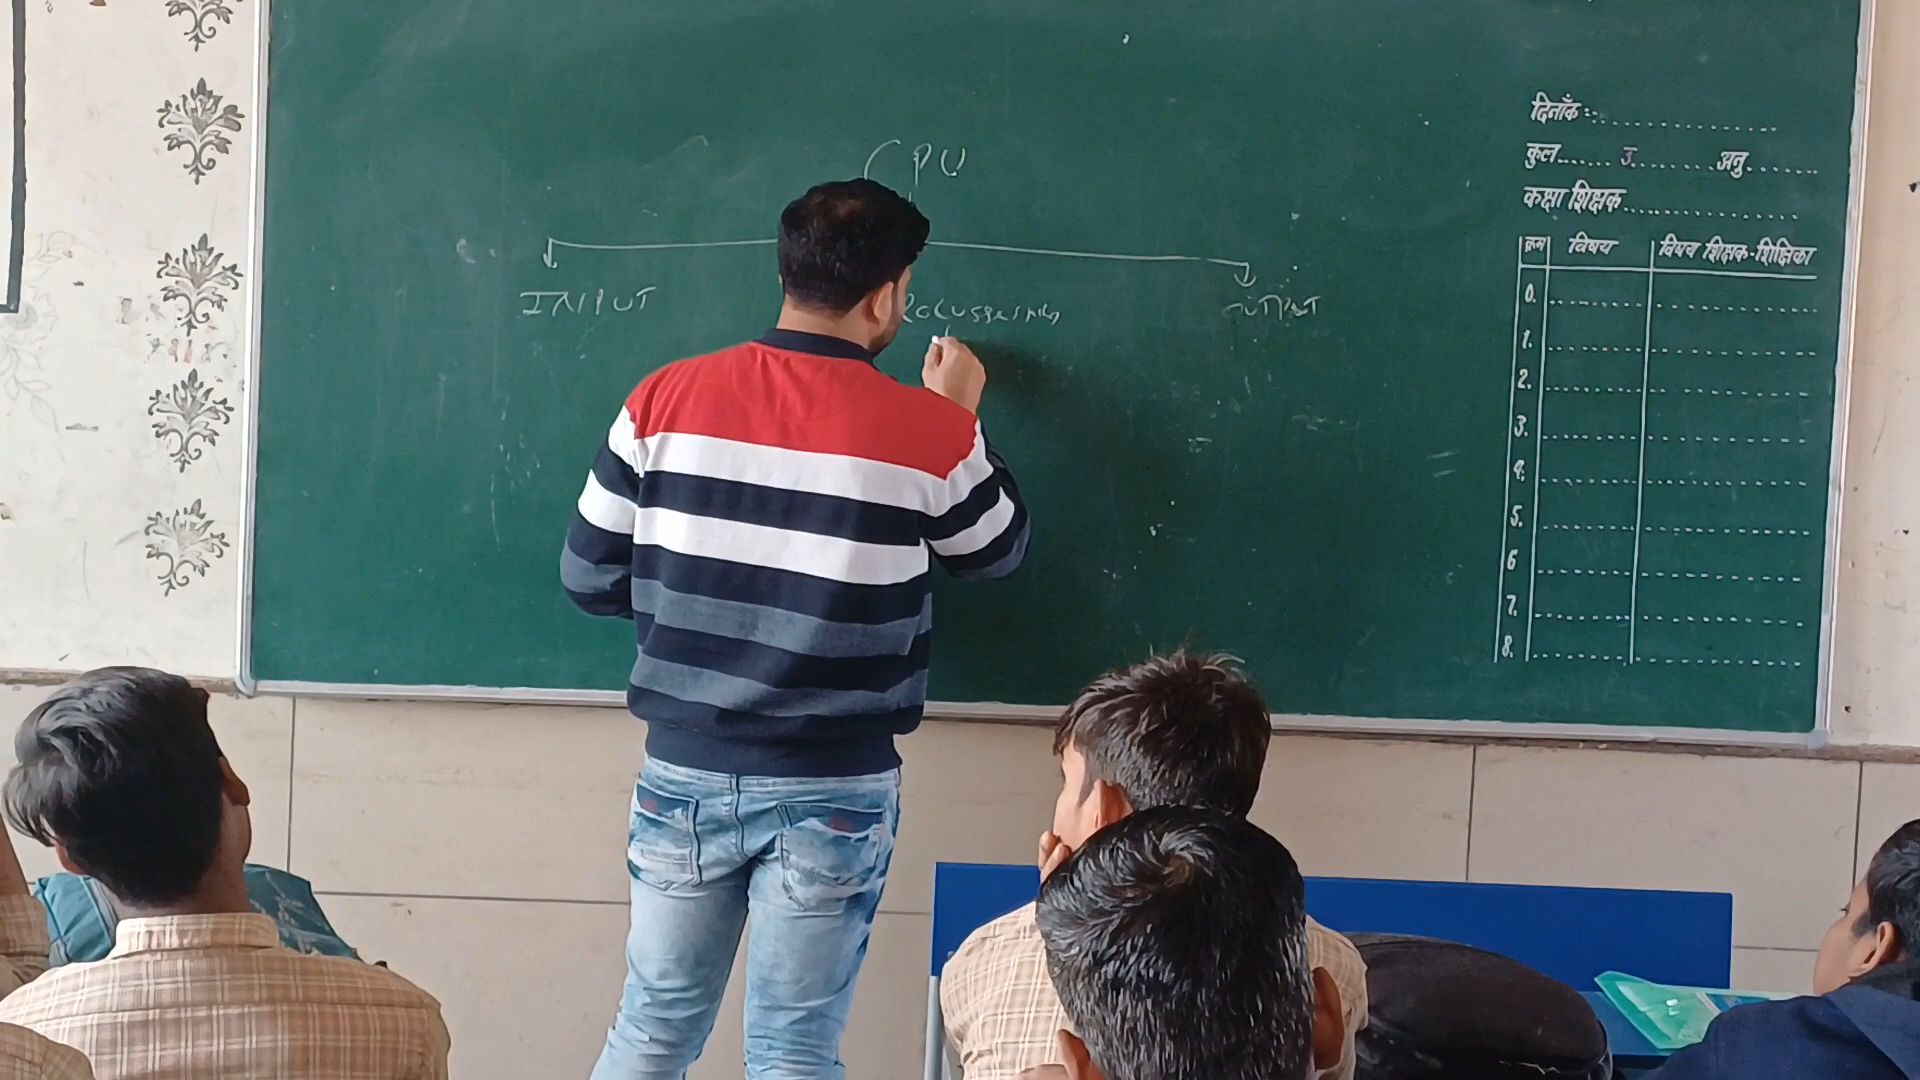 CPU
INPUT
OUTPUT
दिनाँक :- ....................
कुल....... उ. ........ अनु.......
कक्षा शिक्षक....................
क्रम विषय विषय शिक्षक-शिक्षिका
0. .................... ....................
1. .................... ....................
2. .................... ....................
3. .................... ....................
4. .................... ....................
5. .................... ....................
6 .................... ....................
7. .................... ....................
8. .................... ....................